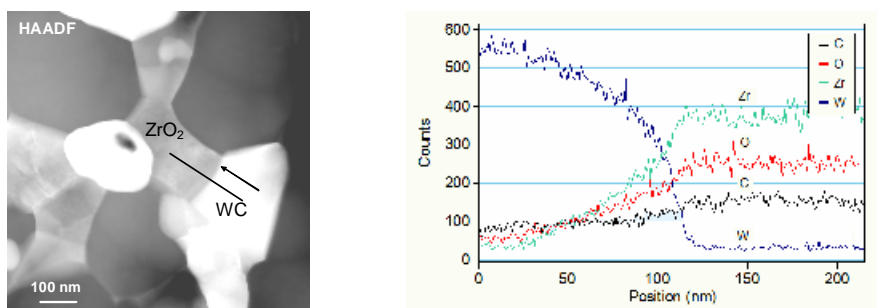 HAADF
ZrO₂
WC
100 nm
600
500
400
300
200
100
0
Counts
C
O
Zr
W
Zr
O
C
W
0
50
100
150
200
Position (nm)